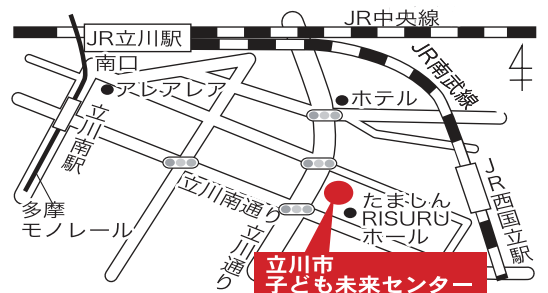 JR中央線
JR立川駅
南口
アレアレア
JR南武線
ホテル
立川南駅
JR西国立駅
多摩
モノレール
立川南通り
立川通り
たましん
RISURU
ホール
立川市
子ども未来センター